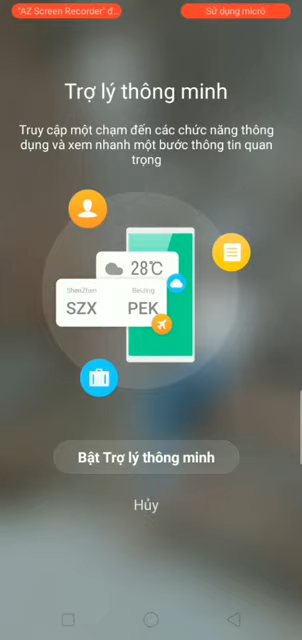 "AZ Screen Recorder" đ...
Sử dụng micrô
Trợ lý thông minh
Truy cập một chạm đến các chức năng thông
dụng và xem nhanh một bước thông tin quan
trọng
28℃
ShenZhen
BeiJing
SZX
PEK
Bật Trợ lý thông minh
Hủy